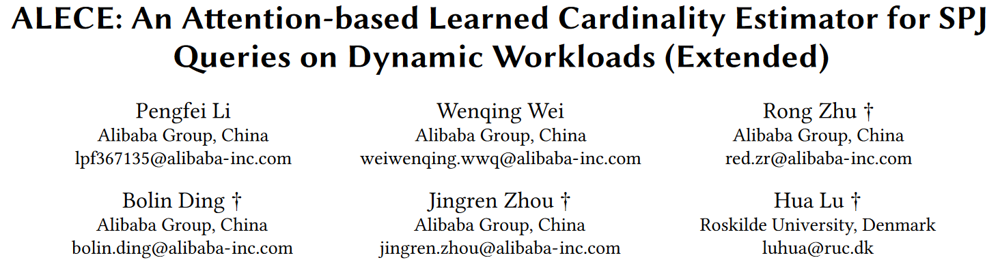 ALECE: An Attention-based Learned Cardinality Estimator for SPJ
Queries on Dynamic Workloads (Extended)
Pengfei Li
Alibaba Group, China
lpf367135@alibaba-inc.com
Wenqing Wei
Alibaba Group, China
weiwenqing.wwq@alibaba-inc.com
Rong Zhu †
Alibaba Group, China
red.zr@alibaba-inc.com
Bolin Ding †
Alibaba Group, China
bolin.ding@alibaba-inc.com
Jingren Zhou †
Alibaba Group, China
jingren.zhou@alibaba-inc.com
Hua Lu †
Roskilde University, Denmark
luhua@ruc.dk